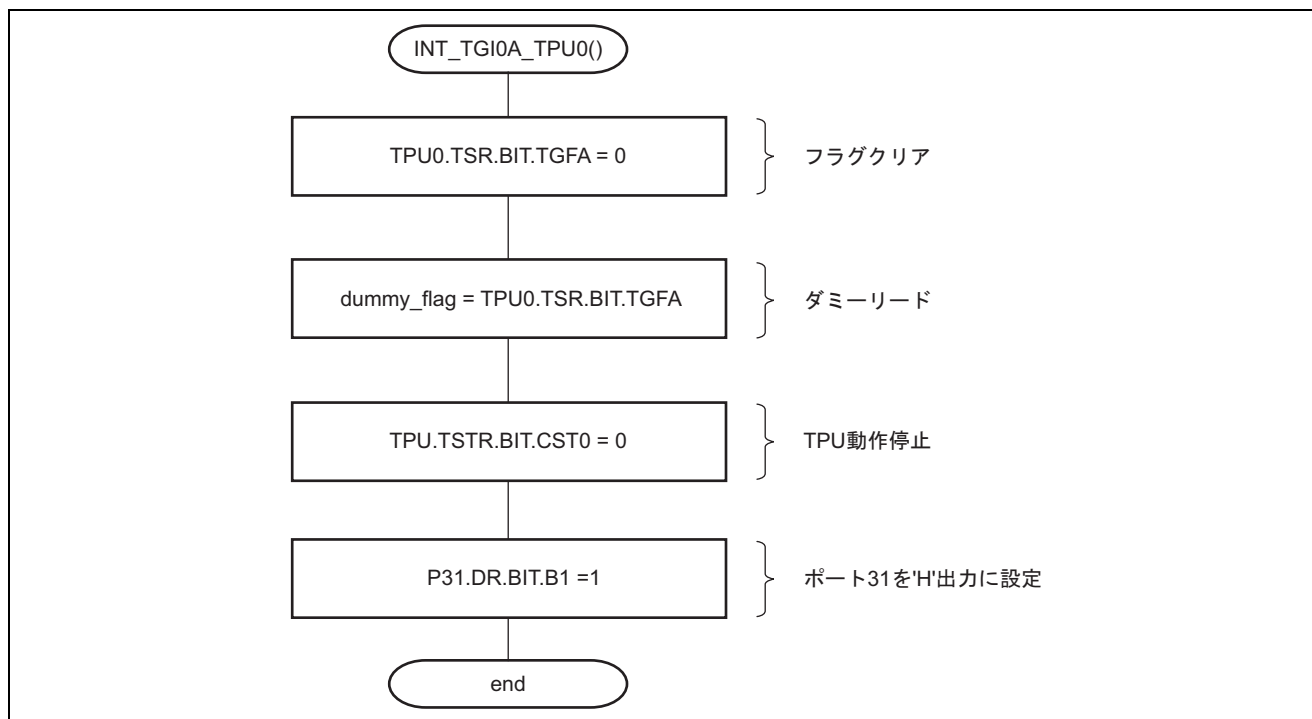 INT_TGI0A_TPU0()
TPU0.TSR.BIT.TGFA = 0
フラグクリア
dummy_flag = TPU0.TSR.BIT.TGFA
ダミーリード
TPU.TSTR.BIT.CST0 = 0
TPU動作停止
P31.DR.BIT.B1 =1
ポート31を'H'出力に設定
end